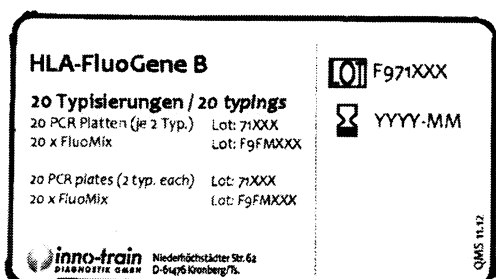 HLA-FluoGene B
20 Typisierungen / 20 typings
20 PCR Platten (je 2 Typ.) Lot: 71XXX
20 x FluoMix Lot: F9FMXXX
20 PCR plates (2 typ. each) Lot: 71XXX
20 x FluoMix Lot: F9FMXXX
inno-train
DIAGNOSTIK GMBH
Niederhöchstädter Str. 62
D-61476 Kronberg/Ts.
LOT F971XXX
YYYY-MM
QMS 11.12